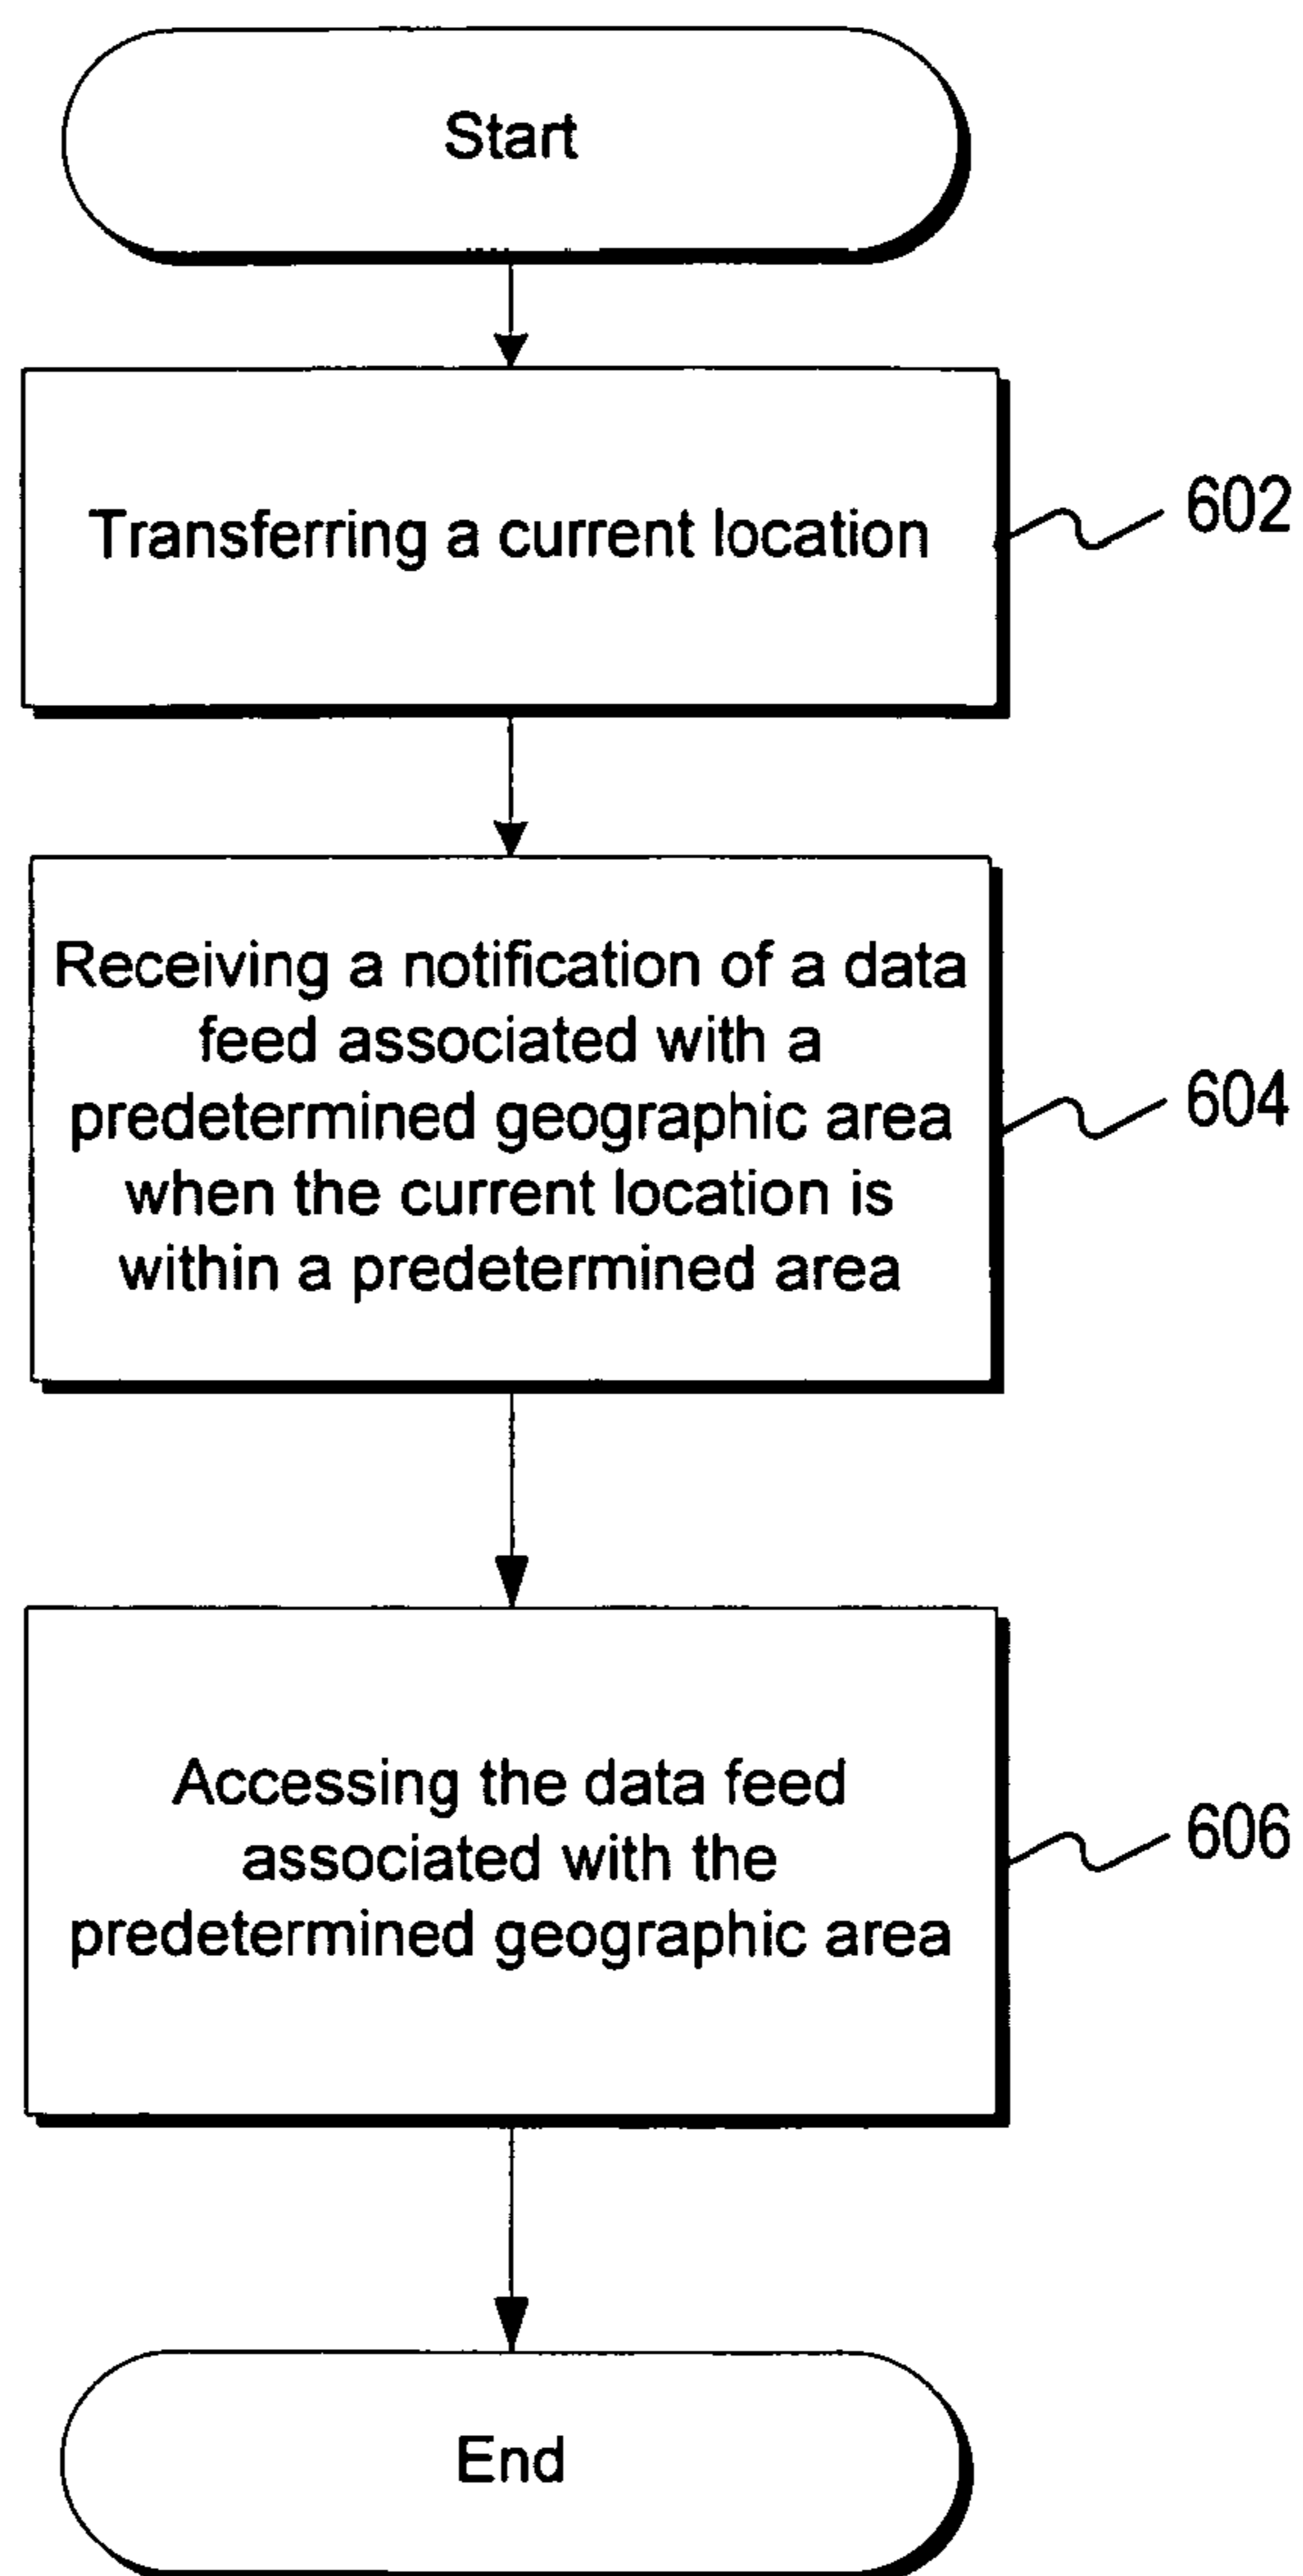 Start
Transferring a current location
602
Receiving a notification of a data
feed associated with a
predetermined geographic area
when the current location is
within a predetermined area
604
Accessing the data feed
associated with the
predetermined geographic area
606
End